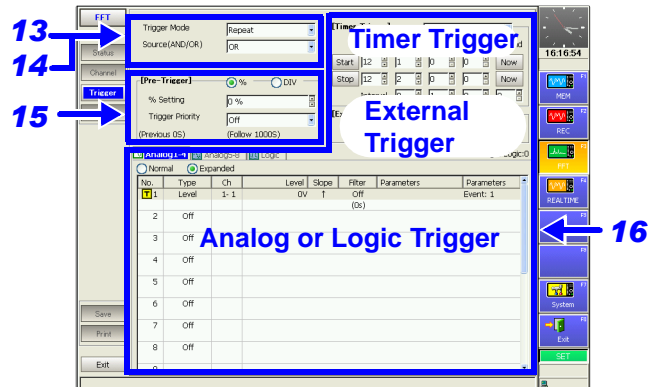 FFT
Status
Channel
Trigger
Save
Print
Exit
13
14
15
16
Trigger Mode Repeat
Source(AND/OR) OR
[Pre-Trigger] % DIV
% Setting 0 %
Trigger Priority Off
(Previous 0S) (Follow 1000S)
Timer Trigger
Start 12 1 0 0 Now
Stop 12 2 0 0 Now
External
Trigger
Analog1-4 Analog5-8 Logic
Normal Expanded
No. Type Ch Level Slope Filter Parameters Parameters
T 1 Level 1- 1 0V ↑ Off Event: 1
(0s)
2 Off
3 Off
Analog or Logic Trigger
4 Off
5 Off
6 Off
7 Off
8 Off
16:16:54
MEM
REC
FFT
REALTIME
System
Exit
SET